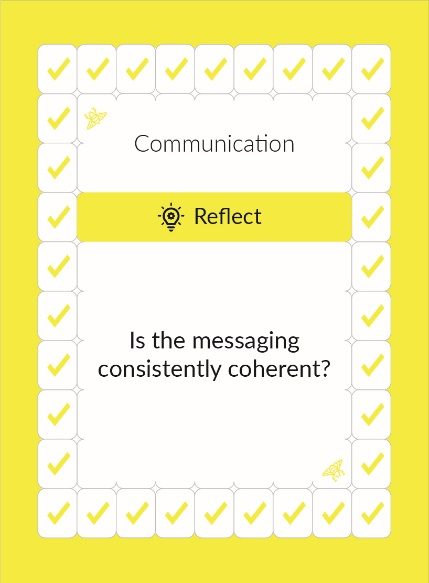 Communication
Reflect
Is the messaging
consistently coherent?